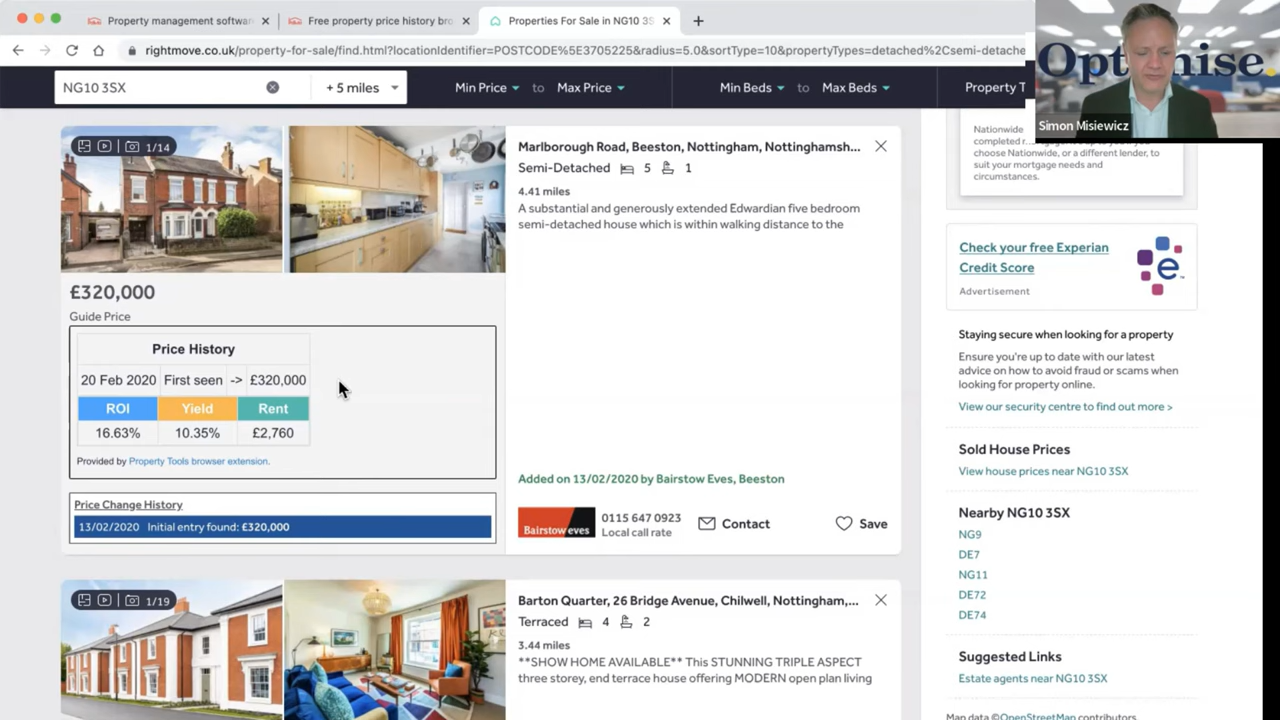 Property management softwar
Free property price history bro
Properties For Sale in NG10 3S
rightmove.co.uk/property-for-sale/find.html?locationIdentifier=POSTCODE%5E3705225&radius=5.0&sortType=10&propertyTypes=detached%2Csemi-detache
NG10 3SX
+ 5 miles
Min Price to Max Price
Min Beds to Max Beds
Property T
Optimise.
Simon Misiewicz
1/14
Marlborough Road, Beeston, Nottingham, Nottinghamsh...
Semi-Detached 5 1
4.41 miles
A substantial and generously extended Edwardian five bedroom
semi-detached house which is within walking distance to the
£320,000
Guide Price
Price History
20 Feb 2020 First seen -> £320,000
ROI Yield Rent
16.63% 10.35% £2,760
Provided by Property Tools browser extension.
Price Change History
13/02/2020 Initial entry found: £320,000
Added on 13/02/2020 by Bairstow Eves, Beeston
Bairstow eves
0115 647 0923
Local call rate
Contact
Save
1/19
Barton Quarter, 26 Bridge Avenue, Chilwell, Nottingham,...
Terraced 4 2
3.44 miles
**SHOW HOME AVAILABLE** This STUNNING TRIPLE ASPECT
three storey, end terrace house offering MODERN open plan living
Nationwide
completed
choose Nationwide, or a different lender, to
suit your mortgage needs and
circumstances.
Check your free Experian
Credit Score
Advertisement
Staying secure when looking for a property
Ensure you're up to date with our latest
advice on how to avoid fraud or scams when
looking for property online.
View our security centre to find out more >
Sold House Prices
View house prices near NG10 3SX
Nearby NG10 3SX
NG9
DE7
NG11
DE72
DE74
Suggested Links
Estate agents near NG10 3SX
Map data ©OpenStreetMap contributors.